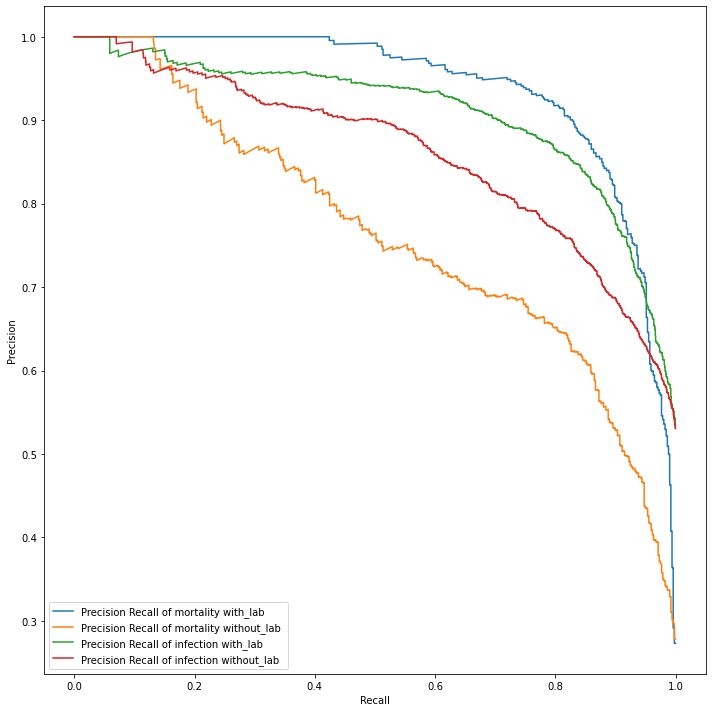 1.0
0.9
0.8
0.7
0.6
0.5
0.4
0.3
Precision
Precision Recall of mortality with_lab
Precision Recall of mortality without_lab
Precision Recall of infection with_lab
Precision Recall of infection without_lab
0.0 0.2 0.4 0.6 0.8 1.0
Recall